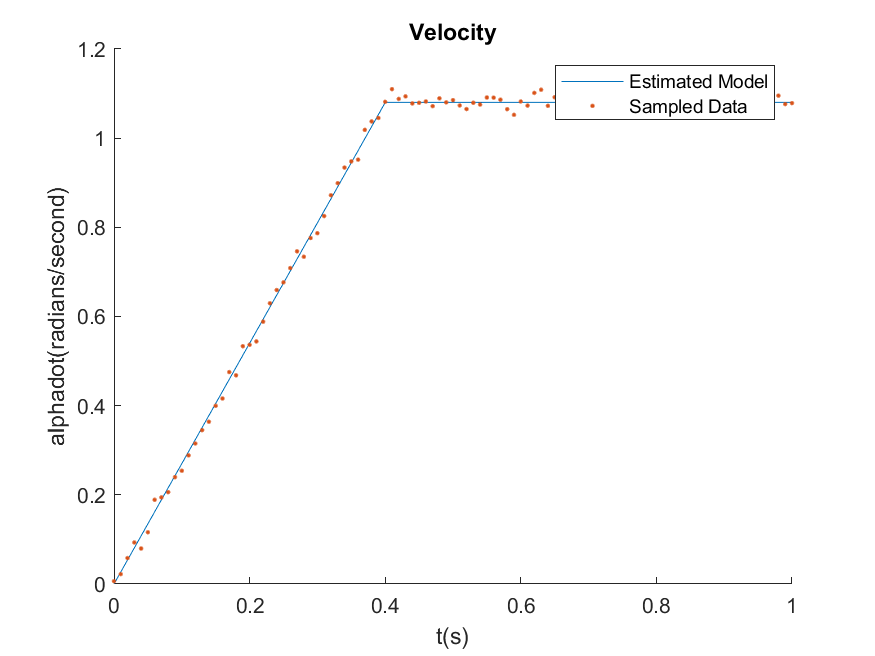 Velocity
1.2
1
0.8
0.6
0.4
0.2
0
alphadot(radians/second)
Estimated Model
Sampled Data
0 0.2 0.4 0.6 0.8 1
t(s)